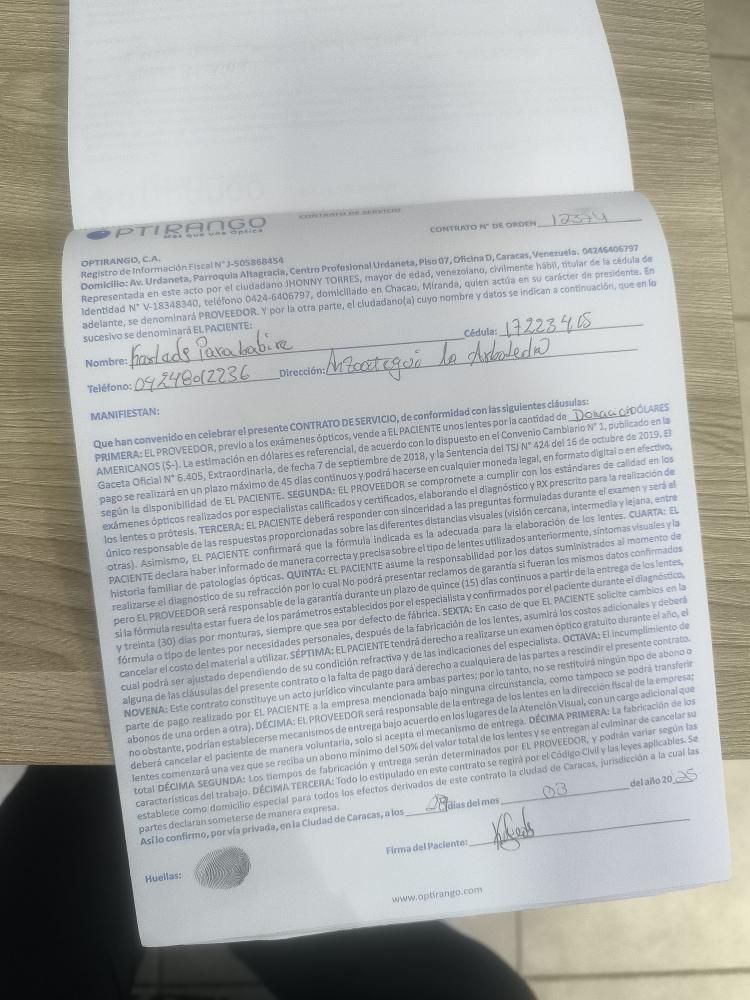 OPTIRANGO
Más que una Óptica
CONTRATO DE SERVICIO
CONTRATO N° DE ORDEN 12374
OPTIRANGO, C.A.
Registro de Información Fiscal N° J-505868454
Domicilio: Av. Urdaneta, Parroquia Altagracia, Centro Profesional Urdaneta, Piso 07, Oficina D, Caracas, Venezuela. 04246406797
Representada en este acto por el ciudadano JHONNY TORRES, mayor de edad, venezolano, civilmente hábil, titular de la cédula de
Identidad N° V-18348340, teléfono 0424-6406797, domiciliado en Chacao, Miranda, quien actúa en su carácter de presidente. En
adelante, se denominará PROVEEDOR. Y por la otra parte, el ciudadano(a) cuyo nombre y datos se indican a continuación, que en lo
sucesivo se denominará EL PACIENTE:
Nombre: Parababire
Cédula: 17223415
Teléfono: 04248012236 Dirección: Anzoategui la Arboleda
MANIFIESTAN:
Que han convenido en celebrar el presente CONTRATO DE SERVICIO, de conformidad con las siguientes cláusulas:
PRIMERA: EL PROVEEDOR, previo a los exámenes ópticos, vende a EL PACIENTE unos lentes por la cantidad de Donación DÓLARES
AMERICANOS ($-). La estimación en dólares es referencial, de acuerdo con lo dispuesto en el Convenio Cambiario N° 1, publicado en la
Gaceta Oficial N° 6.405, Extraordinaria, de fecha 7 de septiembre de 2018, y la Sentencia del TSJ N° 424 del 16 de octubre de 2019. El
pago se realizará en un plazo máximo de 45 días continuos y podrá hacerse en cualquier moneda legal, en formato digital o en efectivo,
según la disponibilidad de EL PACIENTE. SEGUNDA: EL PROVEEDOR se compromete a cumplir con los estándares de calidad en los
exámenes ópticos realizados por especialistas calificados y certificados, elaborando el diagnóstico y RX prescrito para la realización de
los lentes o prótesis. TERCERA: EL PACIENTE deberá responder con sinceridad a las preguntas formuladas durante el examen y será el
único responsable de las respuestas proporcionadas sobre las diferentes distancias visuales (visión cercana, intermedia y lejana, entre
otras). Asimismo, EL PACIENTE confirmará que la fórmula indicada es la adecuada para la elaboración de los lentes. CUARTA: EL
PACIENTE declara haber informado de manera correcta y precisa sobre el tipo de lentes utilizados anteriormente, síntomas visuales y la
historia familiar de patologías ópticas. QUINTA: EL PACIENTE asume la responsabilidad por los datos suministrados al momento de
realizarse el diagnostico de su refracción por lo cual No podrá presentar reclamos de garantía si fueran los mismos datos confirmados
pero EL PROVEEDOR será responsable de la garantía durante un plazo de quince (15) días continuos a partir de la entrega de los lentes,
y treinta (30) días por monturas, siempre que sea por defecto de fábrica. SEXTA: En caso de que EL PACIENTE solicite cambios en la
si la fórmula resulta estar fuera de los parámetros establecidos por el especialista y confirmados por el paciente durante el diagnóstico,
fórmula o tipo de lentes por necesidades personales, después de la fabricación de los lentes, asumirá los costos adicionales y deberá
cancelar el costo del material a utilizar. SÉPTIMA: EL PACIENTE tendrá derecho a realizarse un examen óptico gratuito durante el año, el
cual podrá ser ajustado dependiendo de su condición refractiva y de las indicaciones del especialista. OCTAVA: El incumplimiento de
alguna de las cláusulas del presente contrato o la falta de pago dará derecho a cualquiera de las partes a rescindir el presente contrato.
NOVENA: Este contrato constituye un acto jurídico vinculante para ambas partes; por lo tanto, no se restituirá ningún tipo de abono o
parte de pago realizado por EL PACIENTE a la empresa mencionada bajo ninguna circunstancia, como tampoco se podrá transferir
abonos de una orden a otra). DÉCIMA: EL PROVEEDOR será responsable de la entrega de los lentes en la dirección fiscal de la empresa;
no obstante, podrían establecerse mecanismos de entrega bajo acuerdo en los lugares de la Atención Visual, con un cargo adicional que
deberá cancelar el paciente de manera voluntaria, solo si acepta el mecanismo de entrega. DÉCIMA PRIMERA: La fabricación de los
lentes comenzará una vez que se reciba un abono mínimo del 50% del valor total de los lentes y se entregan al culminar de cancelar su
total DÉCIMA SEGUNDA: Los tiempos de fabricación y entrega serán determinados por EL PROVEEDOR, y podrán variar según las
características del trabajo. DÉCIMA TERCERA: Todo lo estipulado en este contrato se regirá por el Código Civil y las leyes aplicables. Se
establece como domicilio especial para todos los efectos derivados de este contrato la ciudad de Caracas, jurisdicción a la cual las
partes declaran someterse de manera expresa.
Así lo confirmo, por vía privada, en la Ciudad de Caracas, a los días del mes 03 del año 2025
Firma del Paciente:
Huellas:
www.optirango.com